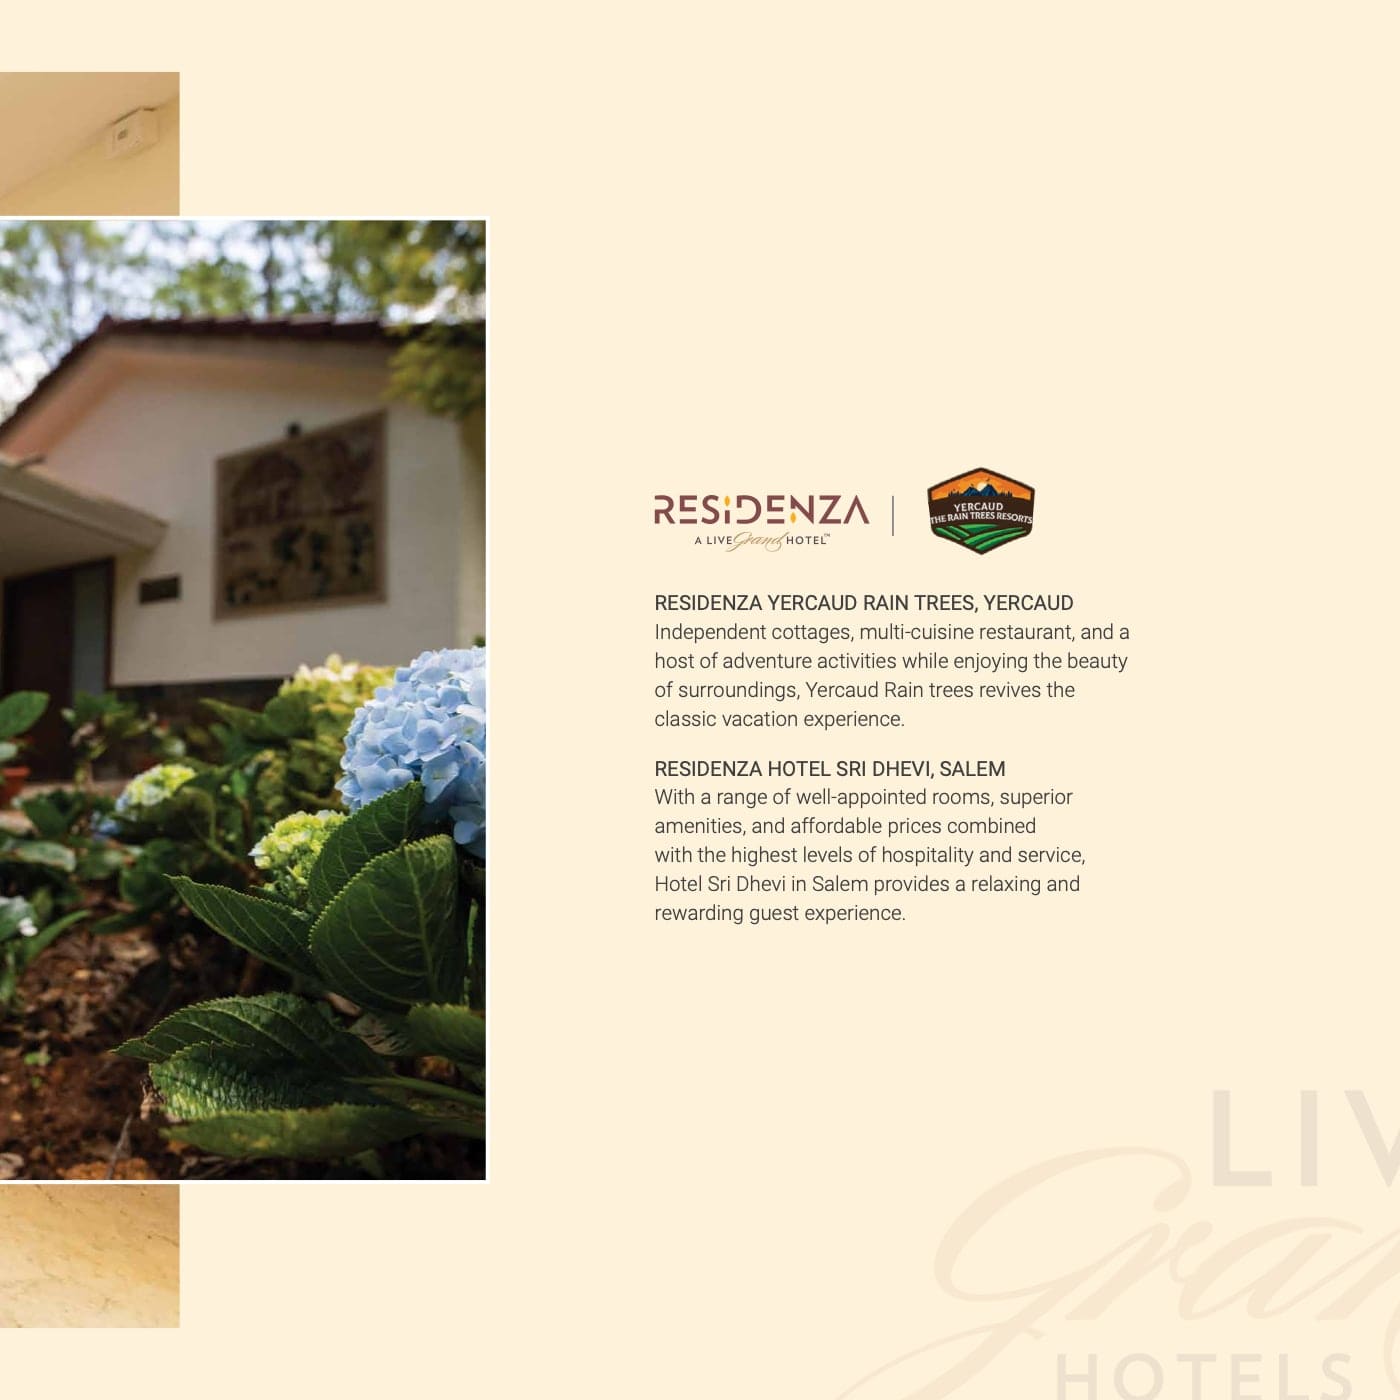 RESIDENZA
A LIVE Grand HOTEL™
YERCAUD
THE RAIN TREES RESORTS
RESIDENZA YERCAUD RAIN TREES, YERCAUD
Independent cottages, multi-cuisine restaurant, and a
host of adventure activities while enjoying the beauty
of surroundings, Yercaud Rain trees revives the
classic vacation experience.
RESIDENZA HOTEL SRI DHEVI, SALEM
With a range of well-appointed rooms, superior
amenities, and affordable prices combined
with the highest levels of hospitality and service,
Hotel Sri Dhevi in Salem provides a relaxing and
rewarding guest experience.
LIV
Gran
HOTELS